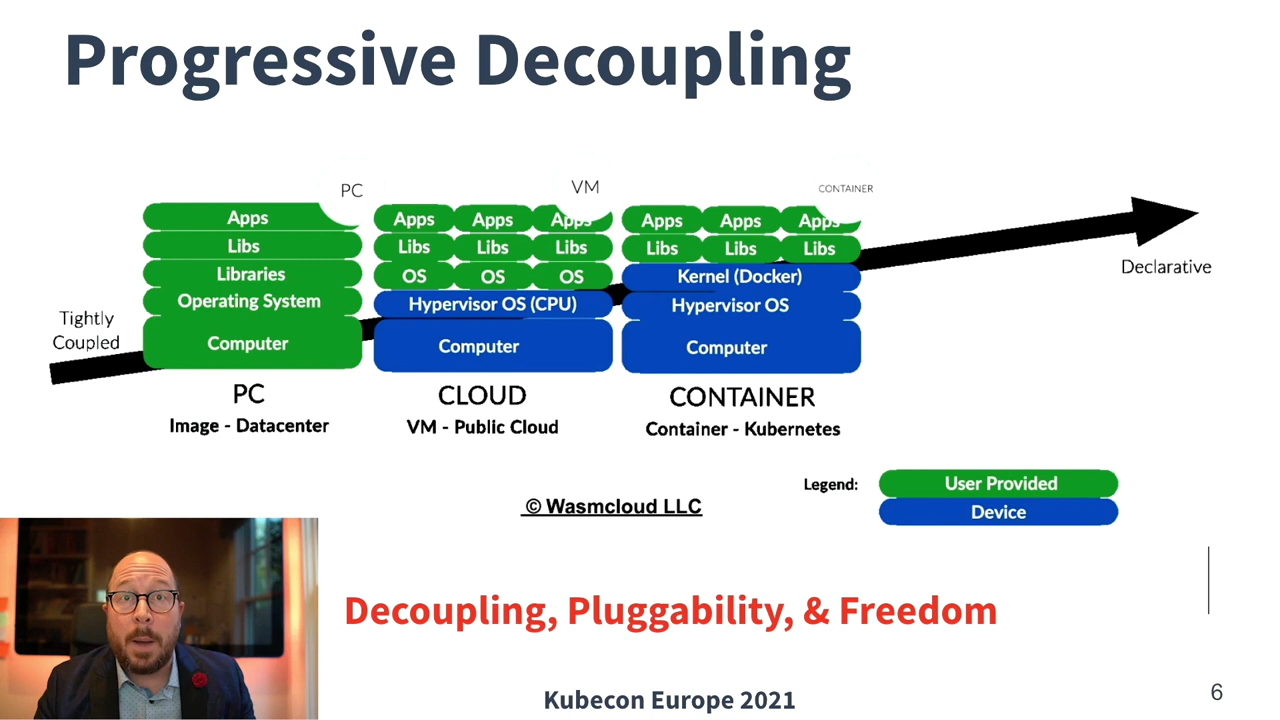 Progressive Decoupling
PC
VM
CONTAINER
Apps
Libs
Libraries
Operating System
Computer
Apps Apps Apps
Libs Libs Libs
OS OS OS
Hypervisor OS (CPU)
Computer
Apps Apps Apps
Libs Libs Libs
Kernel (Docker)
Hypervisor OS
Computer
Tightly
Coupled
Declarative
PC
Image - Datacenter
CLOUD
VM - Public Cloud
CONTAINER
Container - Kubernetes
Legend:
User Provided
Device
© Wasmcloud LLC
Decoupling, Pluggability, & Freedom
Kubecon Europe 2021
6